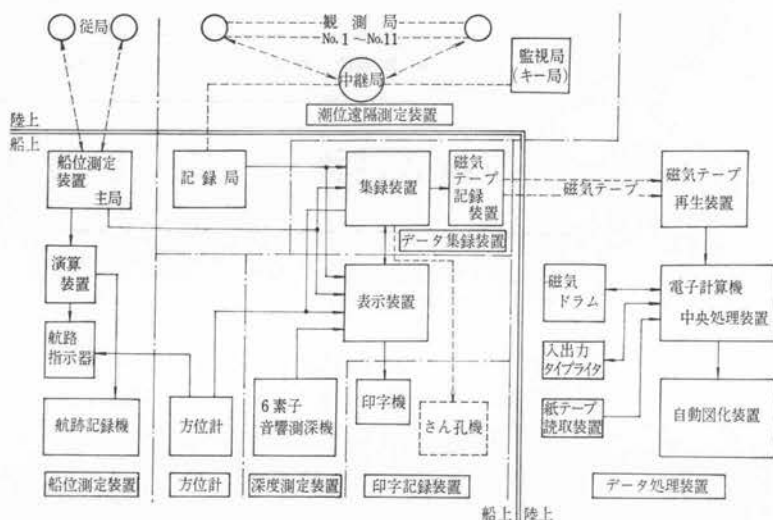 従局
観測局
No. 1～No. 11
監視局
(キー局)
中継局
潮位遠隔測定装置
陸上
船上
船位測定
装置
主局
記録局
集録装置
磁気
テープ
記録
装置
磁気テープ
磁気テープ
再生装置
データ集録装置
演算
装置
表示装置
磁気
ドラム
電子計算機
中央処理装置
航路
指示器
入出力
タイプライタ
航跡記録機
方位計
6素子
音響測深機
印字機
さん孔機
紙テープ
読取装置
自動図化装置
船位測定装置
方位計
深度測定装置
印字記録装置
データ処理装置
船上
陸上